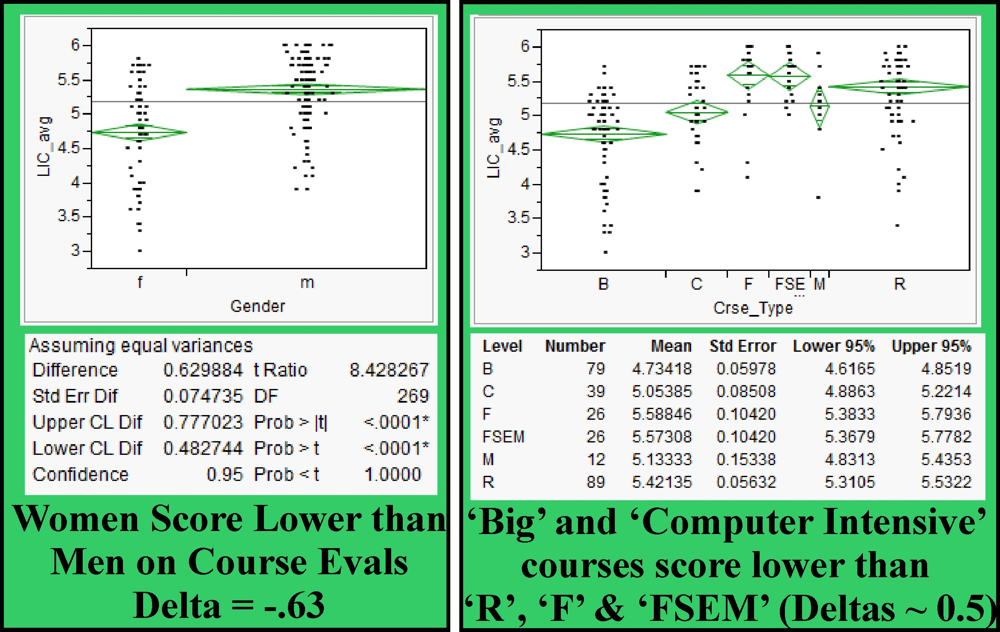 6
5.5
5
4.5
4
3.5
3
LIC_avg
f m
Gender
Assuming equal variances
Difference 0.629884 t Ratio 8.428267
Std Err Dif 0.074735 DF 269
Upper CL Dif 0.777023 Prob > |t| <.0001*
Lower CL Dif 0.482744 Prob > t <.0001*
Confidence 0.95 Prob < t 1.0000
Women Score Lower than
Men on Course Evals
Delta = -.63
6
5.5
5
4.5
4
3.5
3
LIC_avg
B C F FSE... M R
Crse_Type
Level Number Mean Std Error Lower 95% Upper 95%
B 79 4.73418 0.05978 4.6165 4.8519
C 39 5.05385 0.08508 4.8863 5.2214
F 26 5.58846 0.10420 5.3833 5.7936
FSEM 26 5.57308 0.10420 5.3679 5.7782
M 12 5.13333 0.15338 4.8313 5.4353
R 89 5.42135 0.05632 5.3105 5.5322
‘Big’ and ‘Computer Intensive’
courses score lower than
‘R’, ‘F’ & ‘FSEM’ (Deltas ~ 0.5)